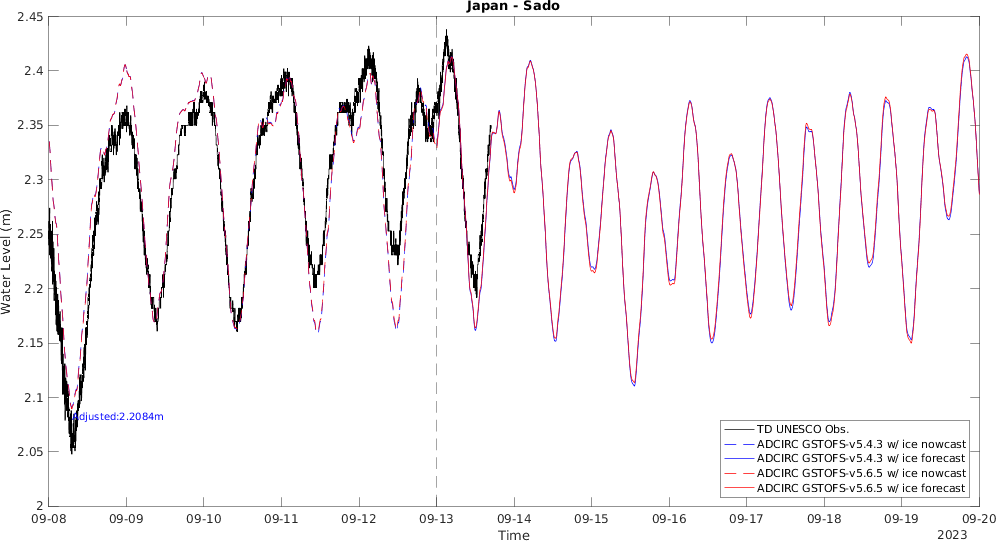 Japan - Sado
2.45
2.4
2.35
2.3
2.25
2.2
2.15
2.1
2.05
2
Water Level (m)
Adjusted:2.2084m
TD UNESCO Obs.
ADCIRC GSTOFS-v5.4.3 w/ ice nowcast
ADCIRC GSTOFS-v5.4.3 w/ ice forecast
ADCIRC GSTOFS-v5.6.5 w/ ice nowcast
ADCIRC GSTOFS-v5.6.5 w/ ice forecast
09-08 09-09 09-10 09-11 09-12 09-13 09-14 09-15 09-16 09-17 09-18 09-19 09-20
Time
2023